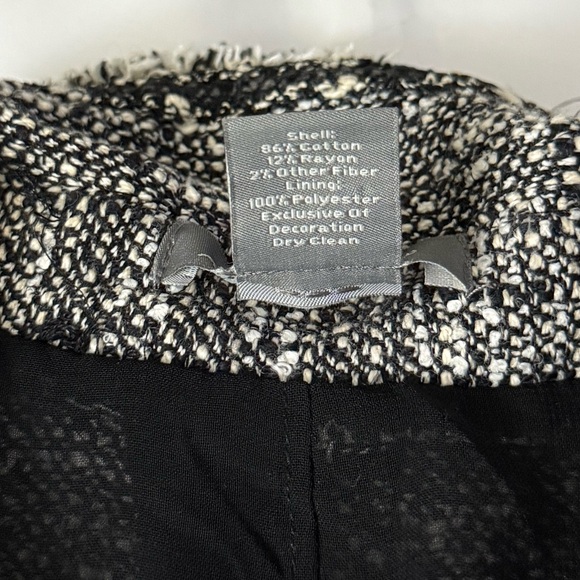 Shell:
86% Cotton
12% Rayon
2% Other Fiber
Lining:
100% Polyester
Exclusive Of
Decoration
Dry Clean